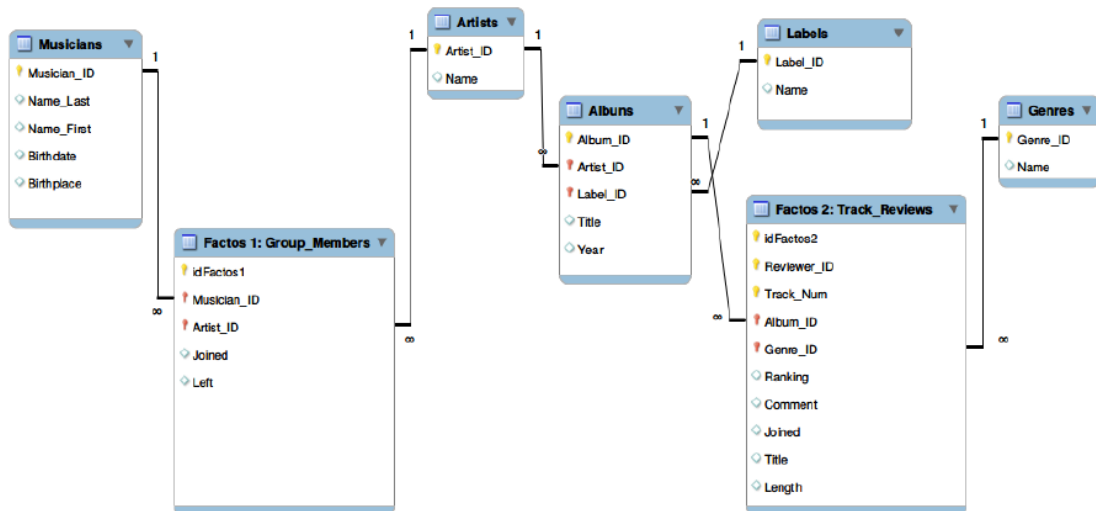 Musicians
Musician_ID
Name_Last
Name_First
Birthdate
Birthplace
1
∞
Factos 1: Group_Members
idFactos1
Musician_ID
Artist_ID
Joined
Left
1
∞
Artists
Artist_ID
Name
1
∞
Albuns
Album_ID
Artist_ID
Label_ID
Title
Year
1
∞
Labels
Label_ID
Name
1
∞
Factos 2: Track_Reviews
idFactos2
Reviewer_ID
Track_Num
Album_ID
Genre_ID
Ranking
Comment
Joined
Title
Length
1
∞
Genres
Genre_ID
Name